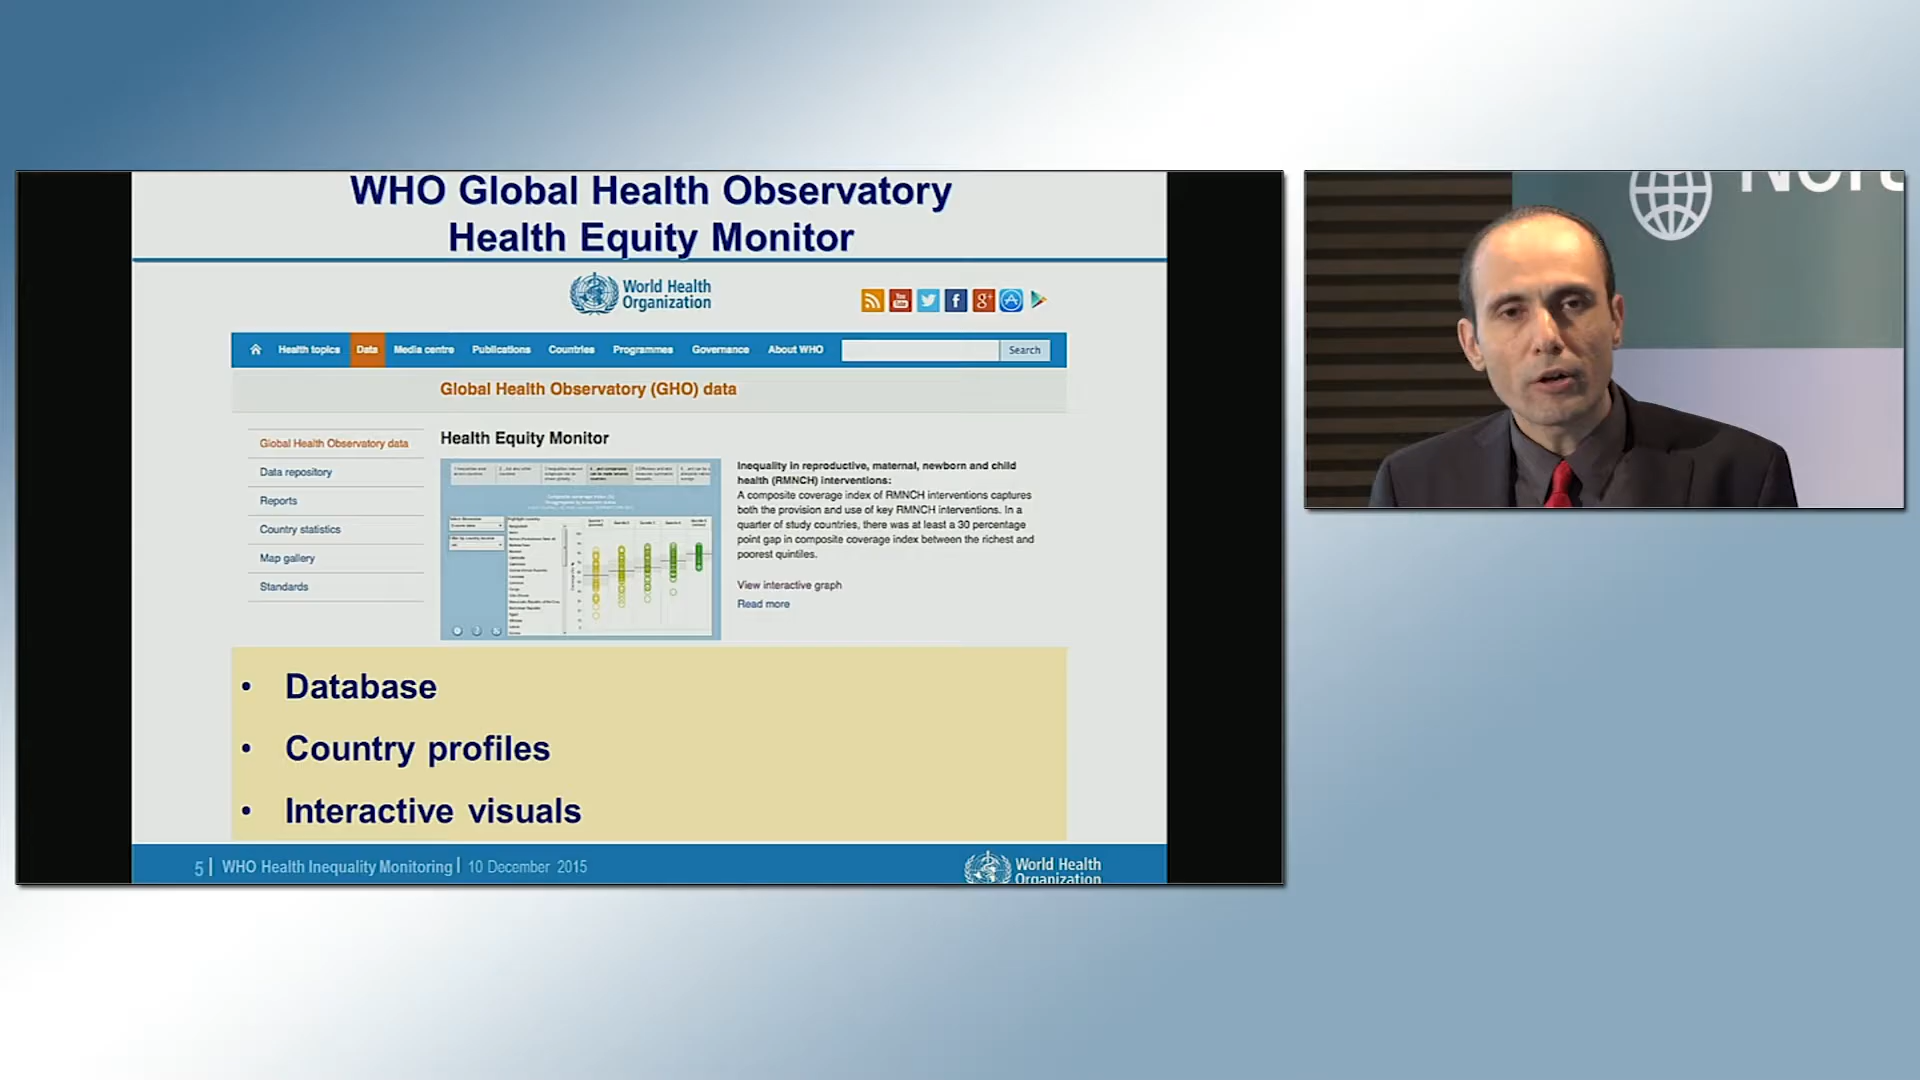 WHO Global Health Observatory
Health Equity Monitor
World Health
Organization
Health topics
Data
Media centre
Publications
Countries
Programmes
Governance
About WHO
Search
Global Health Observatory (GHO) data
Global Health Observatory data
Data repository
Reports
Country statistics
Map gallery
Standards
Health Equity Monitor
Inequality in reproductive, maternal, newborn and child
health (RMNCH) interventions:
A composite coverage index of RMNCH interventions captures
both the provision and use of key RMNCH interventions. In a
quarter of study countries, there was at least a 30 percentage
point gap in composite coverage index between the richest and
poorest quintiles.
View interactive graph
Read more
• Database
• Country profiles
• Interactive visuals
5 | WHO Health Inequality Monitoring | 10 December 2015
World Health
Organization